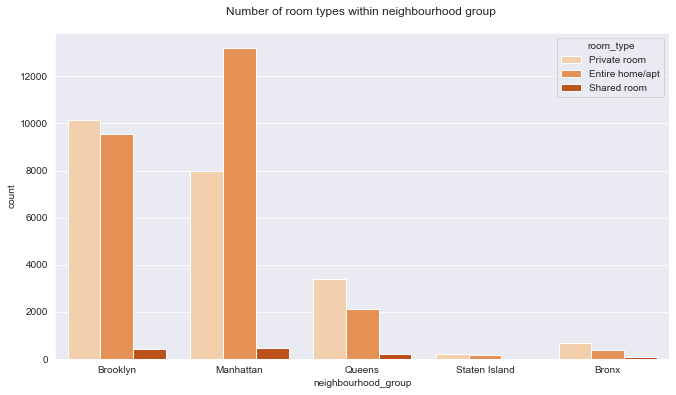 Number of room types within neighbourhood group
room_type
Private room
Entire home/apt
Shared room
12000
10000
8000
6000
4000
2000
0
count
Brooklyn
Manhattan
Queens
Staten Island
Bronx
neighbourhood_group